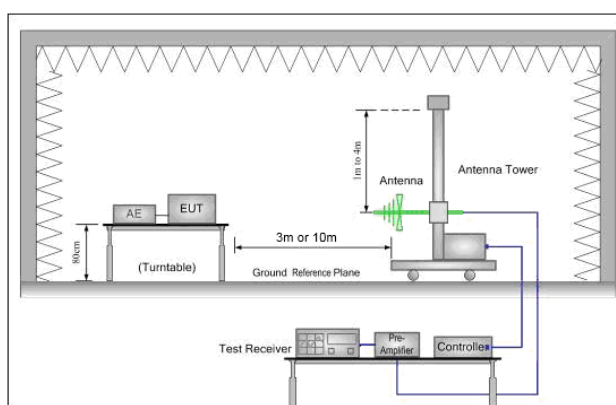 1m to 4m
Antenna
Antenna Tower
AE
EUT
80cm
(Turntable)
3m or 10m
Ground Reference Plane
Test Receiver
Pre-
Amplifier
Controlle